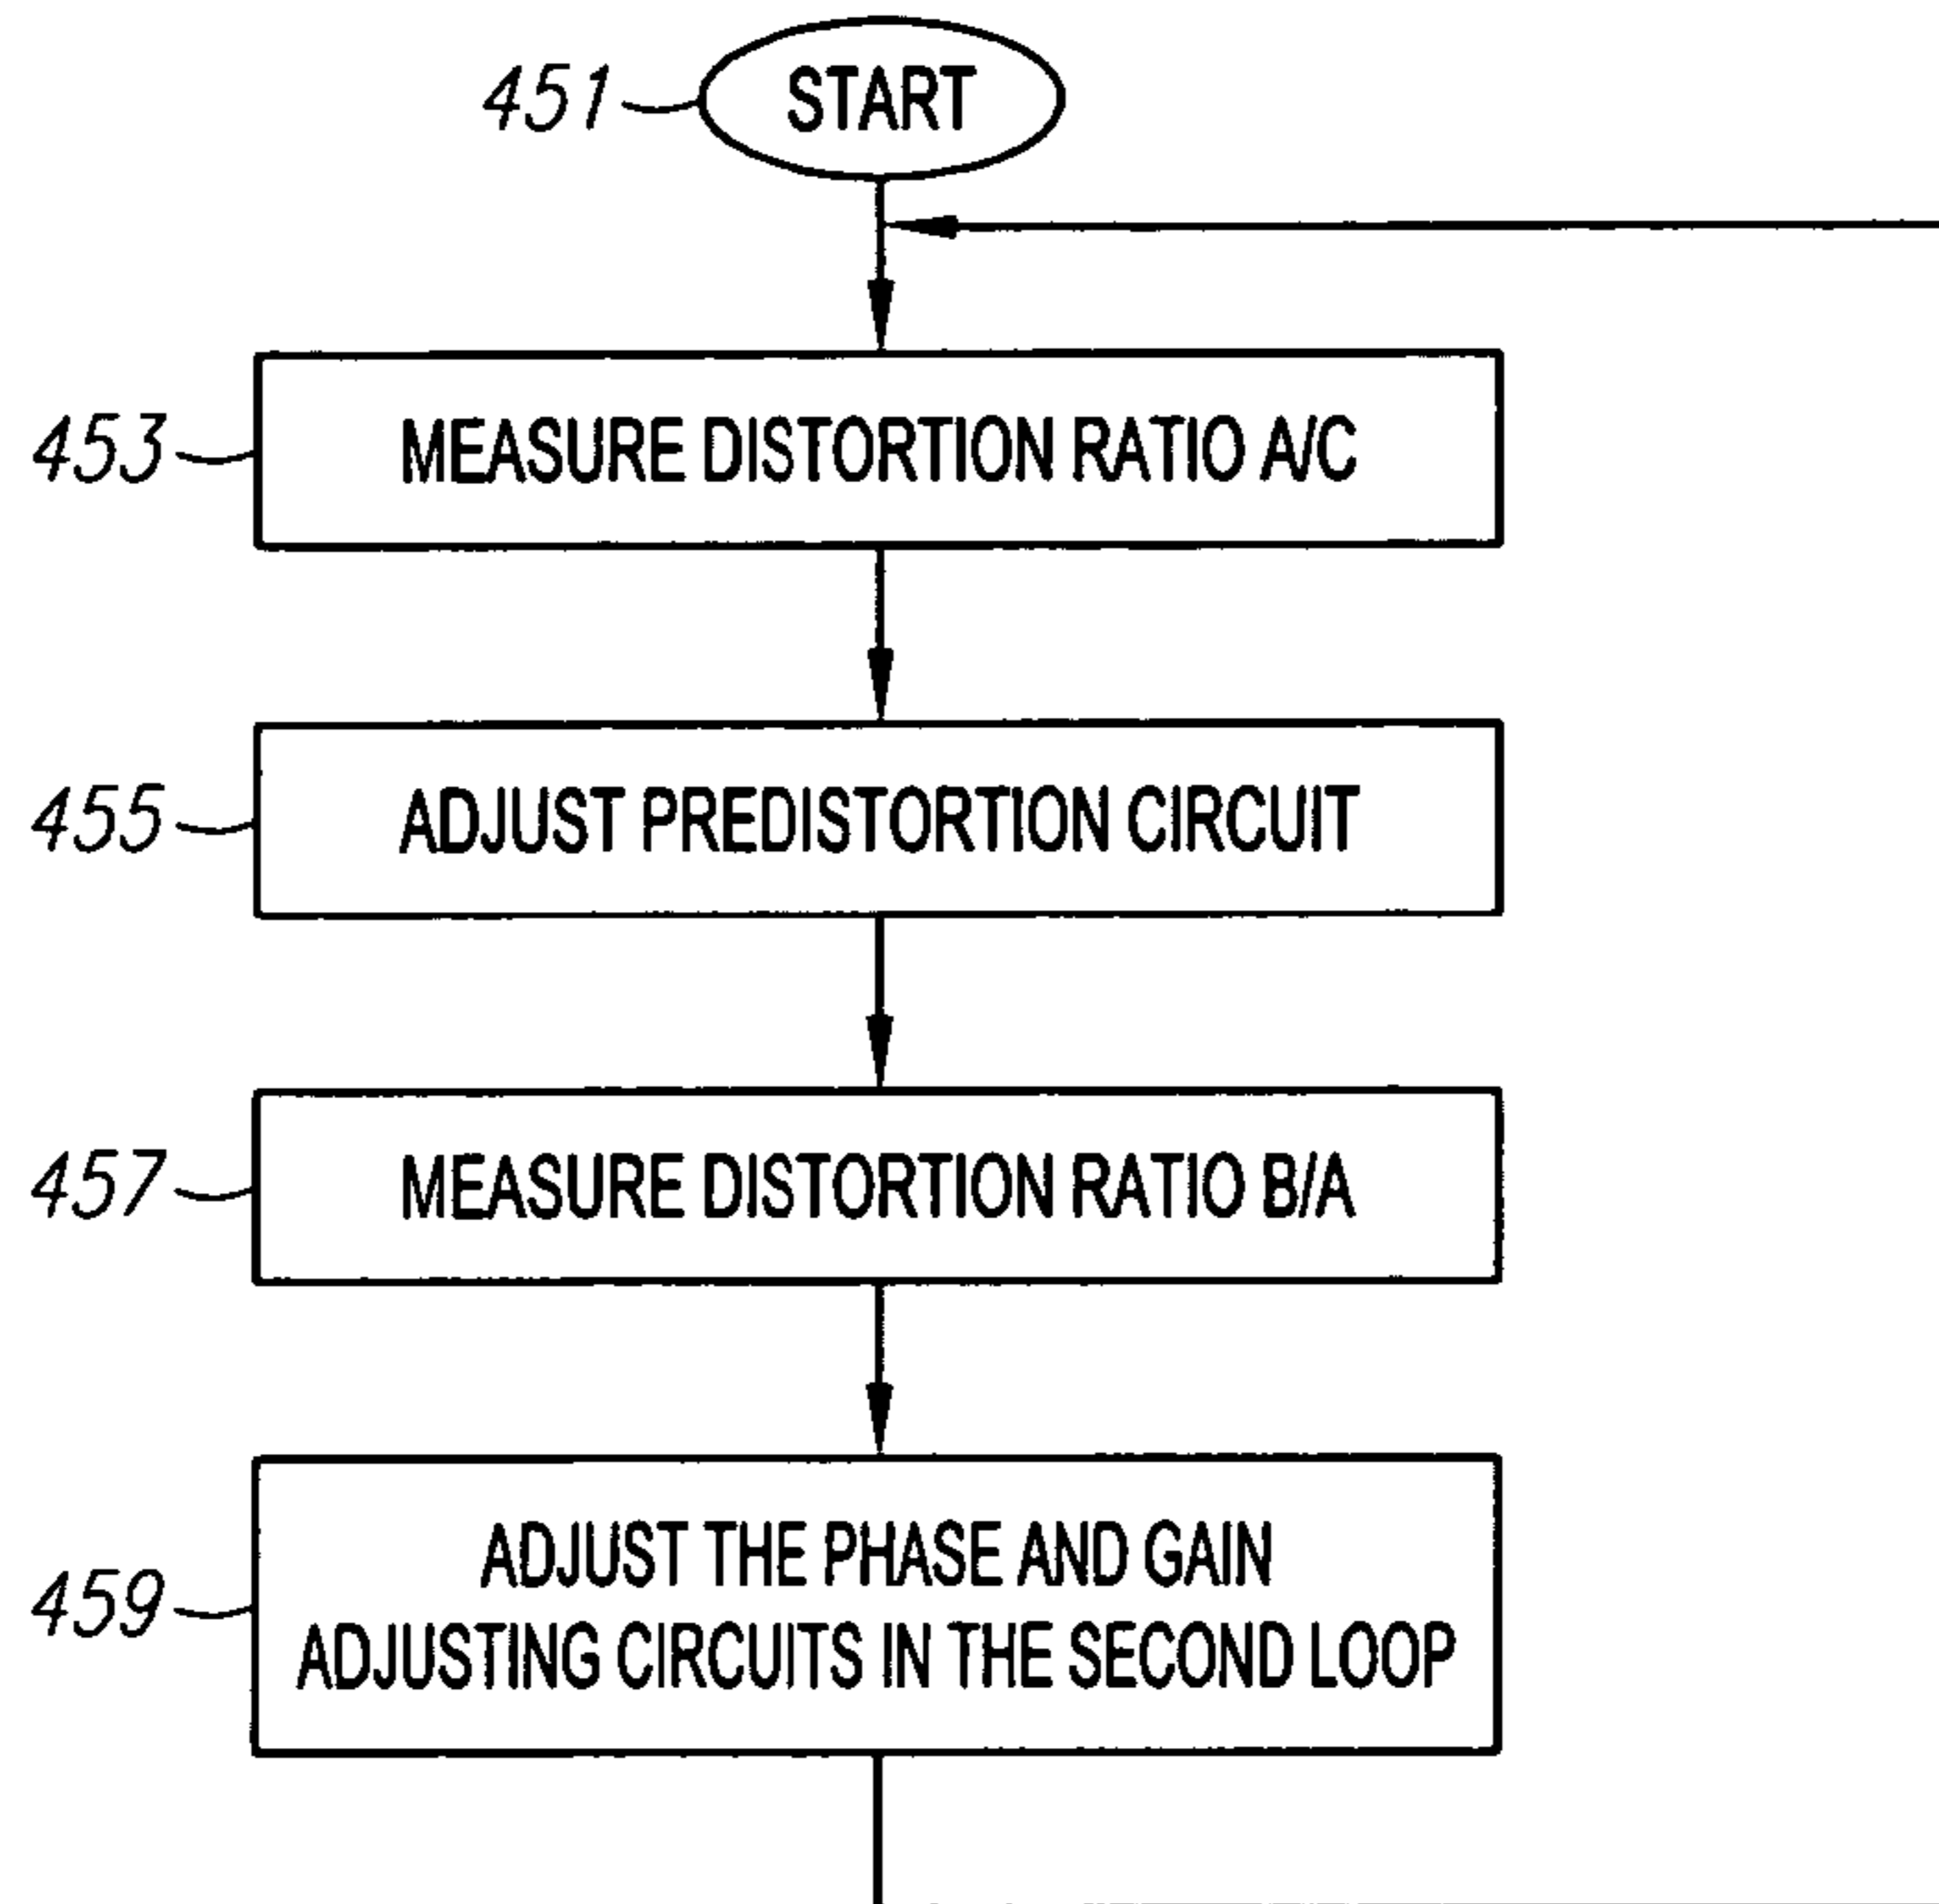 451 START
453 MEASURE DISTORTION RATIO A/C
455 ADJUST PREDISTORTION CIRCUIT
457 MEASURE DISTORTION RATIO B/A
ADJUST THE PHASE AND GAIN
459 ADJUSTING CIRCUITS IN THE SECOND LOOP